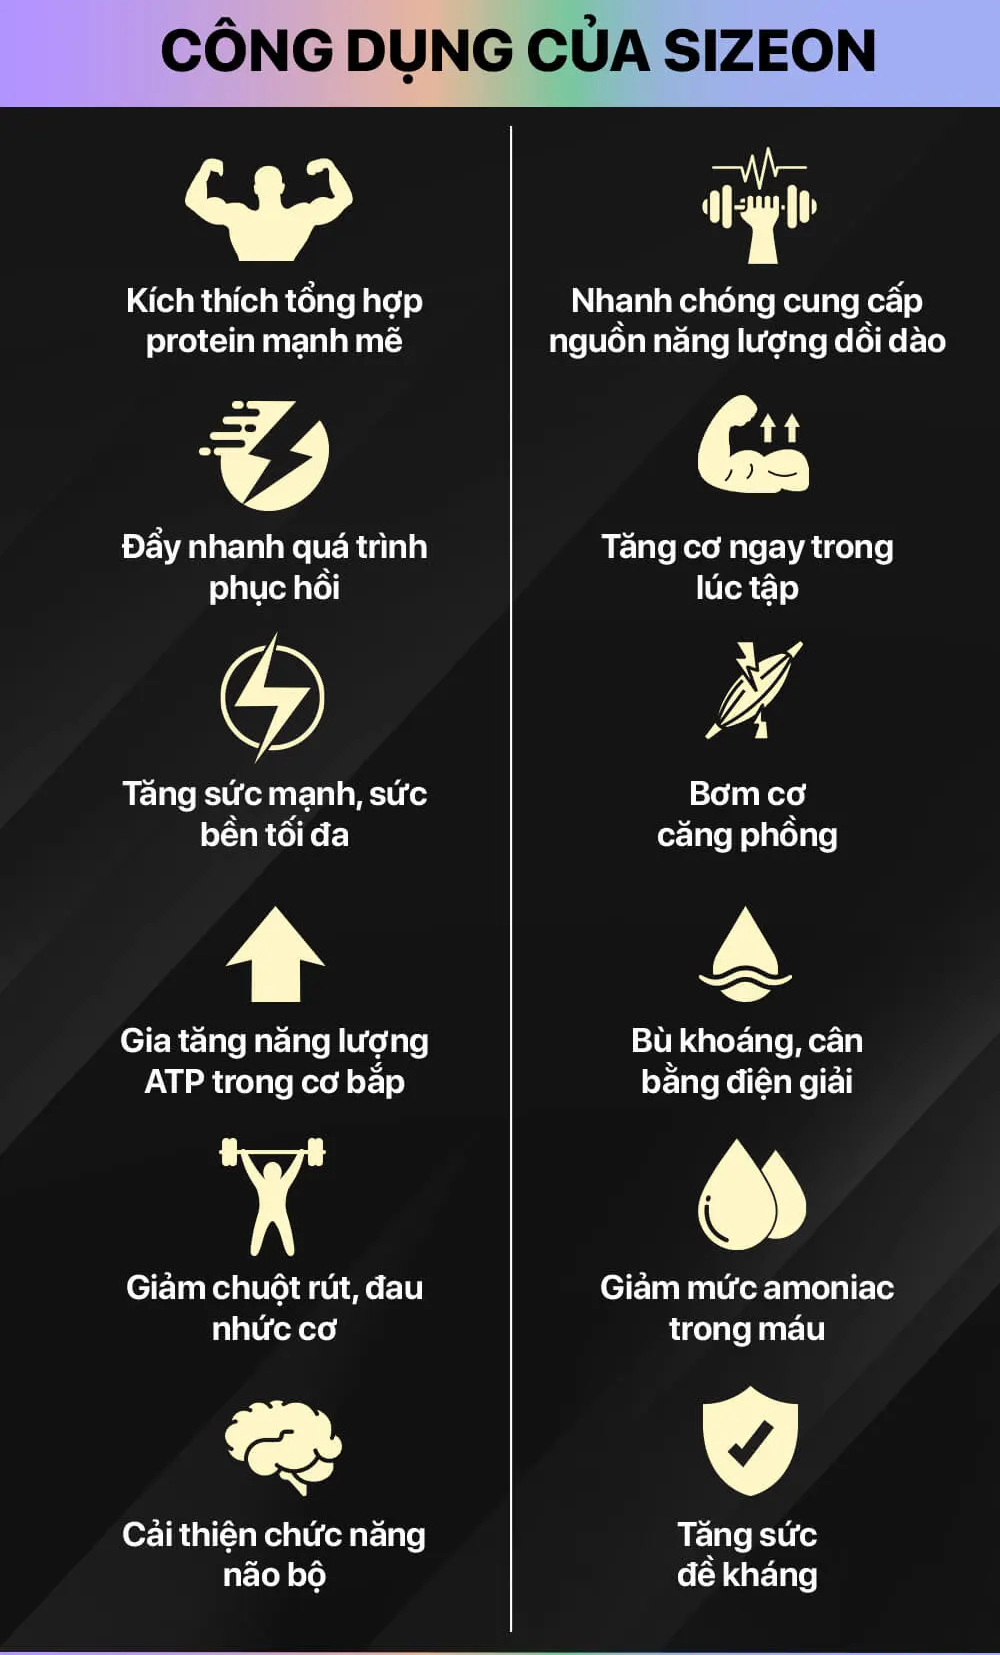 CÔNG DỤNG CỦA SIZEON
Kích thích tổng hợp
protein mạnh mẽ
Nhanh chóng cung cấp
nguồn năng lượng dồi dào
Đẩy nhanh quá trình
phục hồi
Tăng cơ ngay trong
lúc tập
Tăng sức mạnh, sức
bền tối đa
Bơm cơ
căng phồng
Gia tăng năng lượng
ATP trong cơ bắp
Bù khoáng, cân
bằng điện giải
Giảm chuột rút, đau
nhức cơ
Giảm mức amoniac
trong máu
Cải thiện chức năng
não bộ
Tăng sức
đề kháng